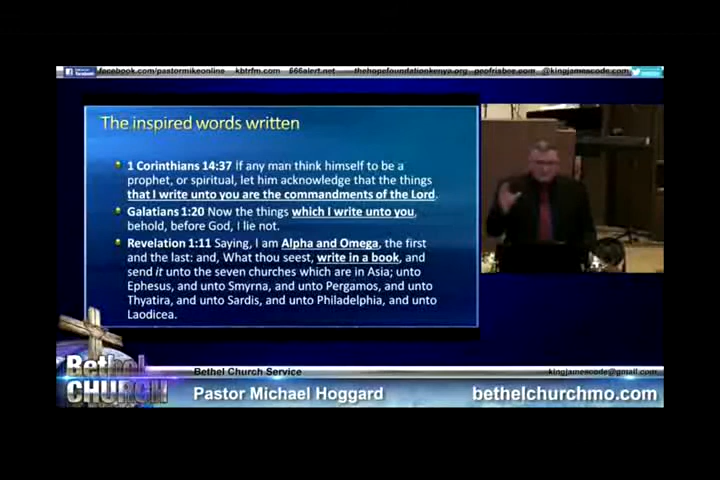 facebook.com/pastormikeonline kbtrfm.com 666alert.net thehopefoundationkenya.org geofrisbee.com @kingjamescode.com
The inspired words written
1 Corinthians 14:37 If any man think himself to be a
prophet, or spiritual, let him acknowledge that the things
that I write unto you are the commandments of the Lord.
Galatians 1:20 Now the things which I write unto you,
behold, before God, I lie not.
Revelation 1:11 Saying, I am Alpha and Omega, the first
and the last: and, What thou seest, write in a book, and
send it unto the seven churches which are in Asia; unto
Ephesus, and unto Smyrna, and unto Pergamos, and unto
Thyatira, and unto Sardis, and unto Philadelphia, and unto
Laodicea.
Bethel
CHURCH
Bethel Church Service kingjamescode@gmail.com
Pastor Michael Hoggard bethelchurchmo.com